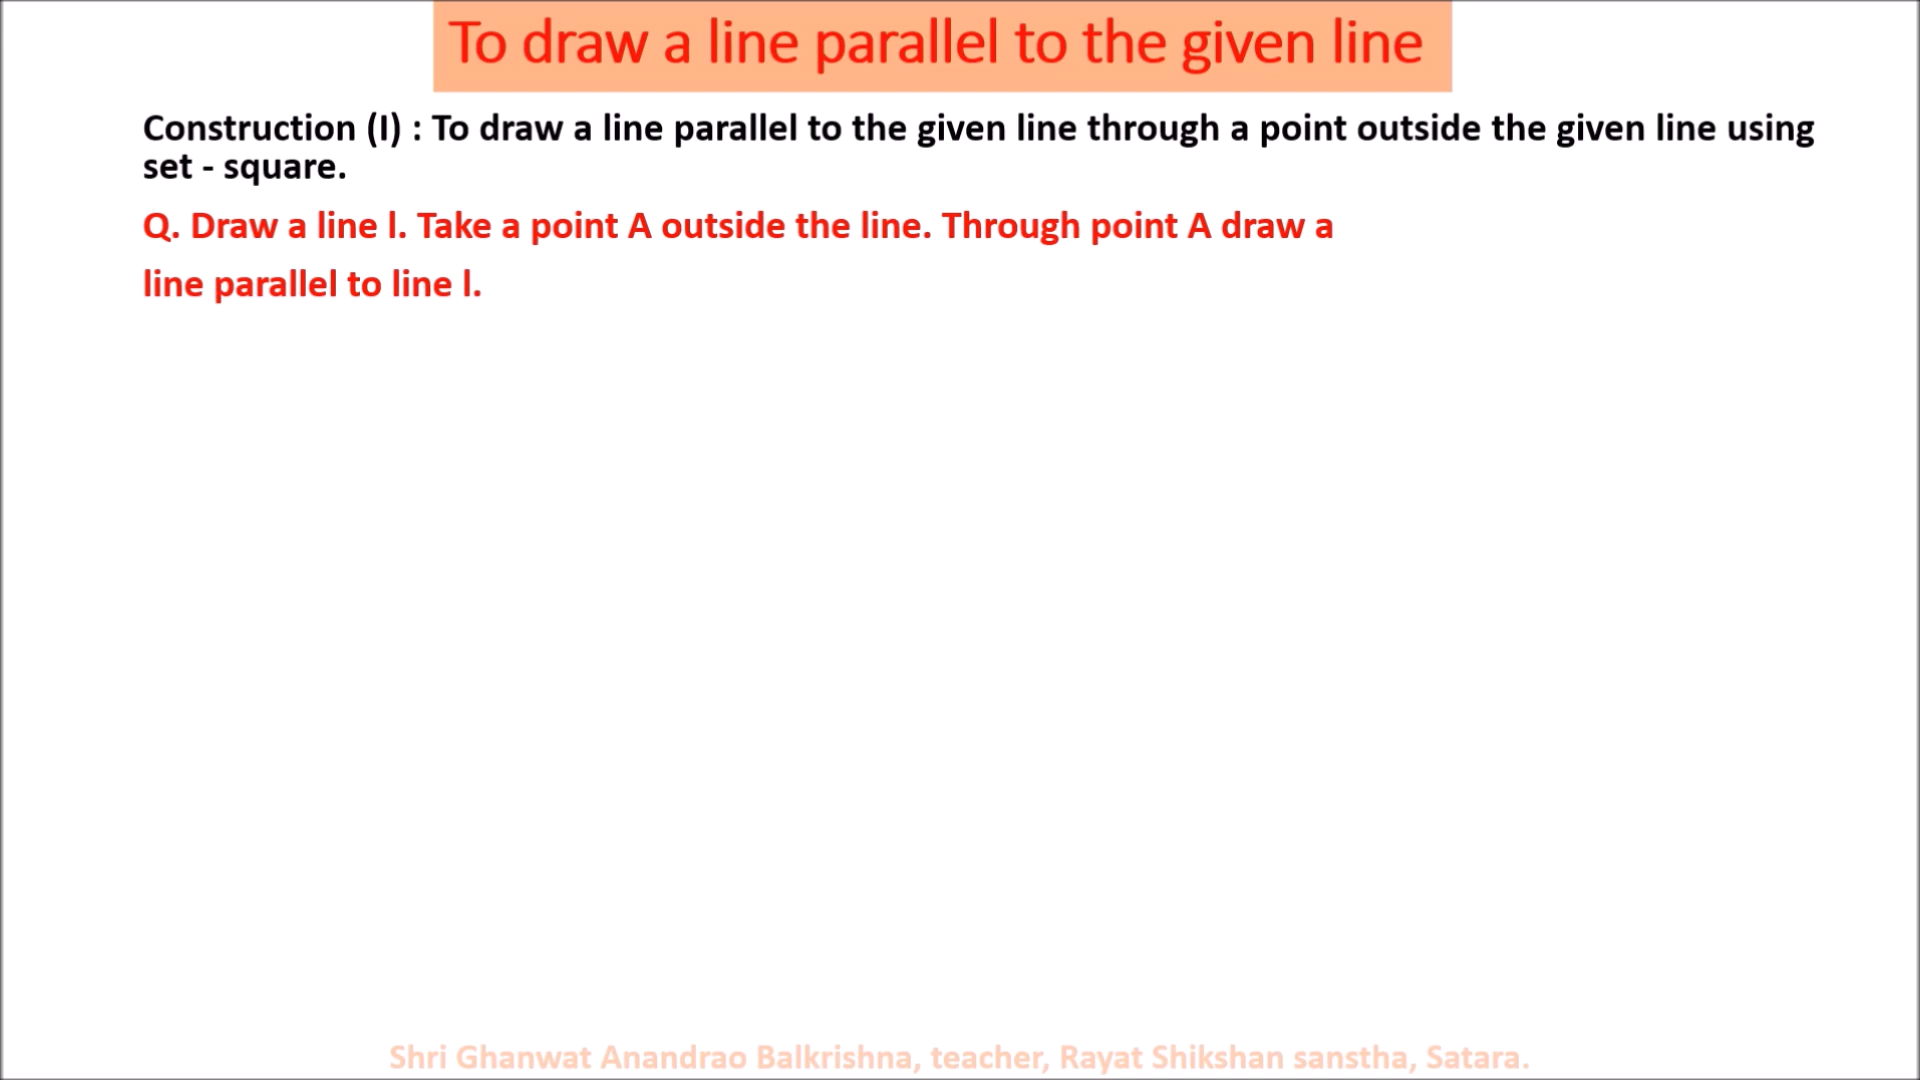 To draw a line parallel to the given line
Construction (I) : To draw a line parallel to the given line through a point outside the given line using
set - square.
Q. Draw a line l. Take a point A outside the line. Through point A draw a
line parallel to line l.
Shri Ghanwat Anandrao Balkrishna, teacher, Rayat Shikshan sanstha, Satara.